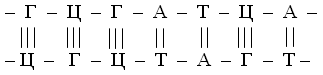 – Г – Ц – Г – А – Т – Ц – А –
||| ||| ||| || || ||| ||
– Ц – Г – Ц – Т – А – Г – Т –